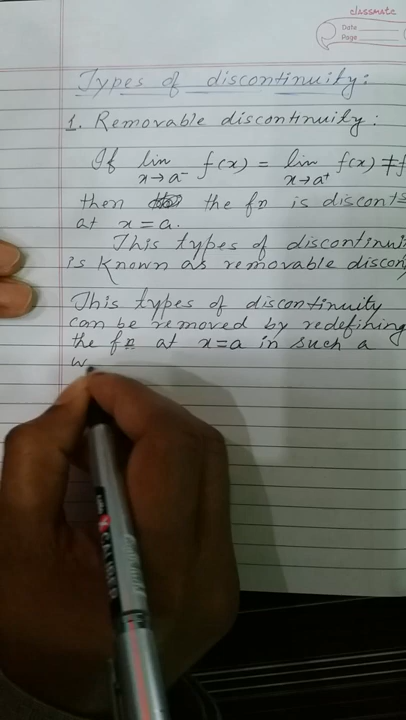 classmate
Date
Page
Types of discontinuity:
1. Removable discontinuity:
If lim x→a⁻ f(x) = lim x→a⁺ f(x) ≠ f
then the fn is discont
at x = a.
This types of discontinui
is known as removable discon
This types of discontinuity
can be removed by redefining
the fn at x=a in such a
w